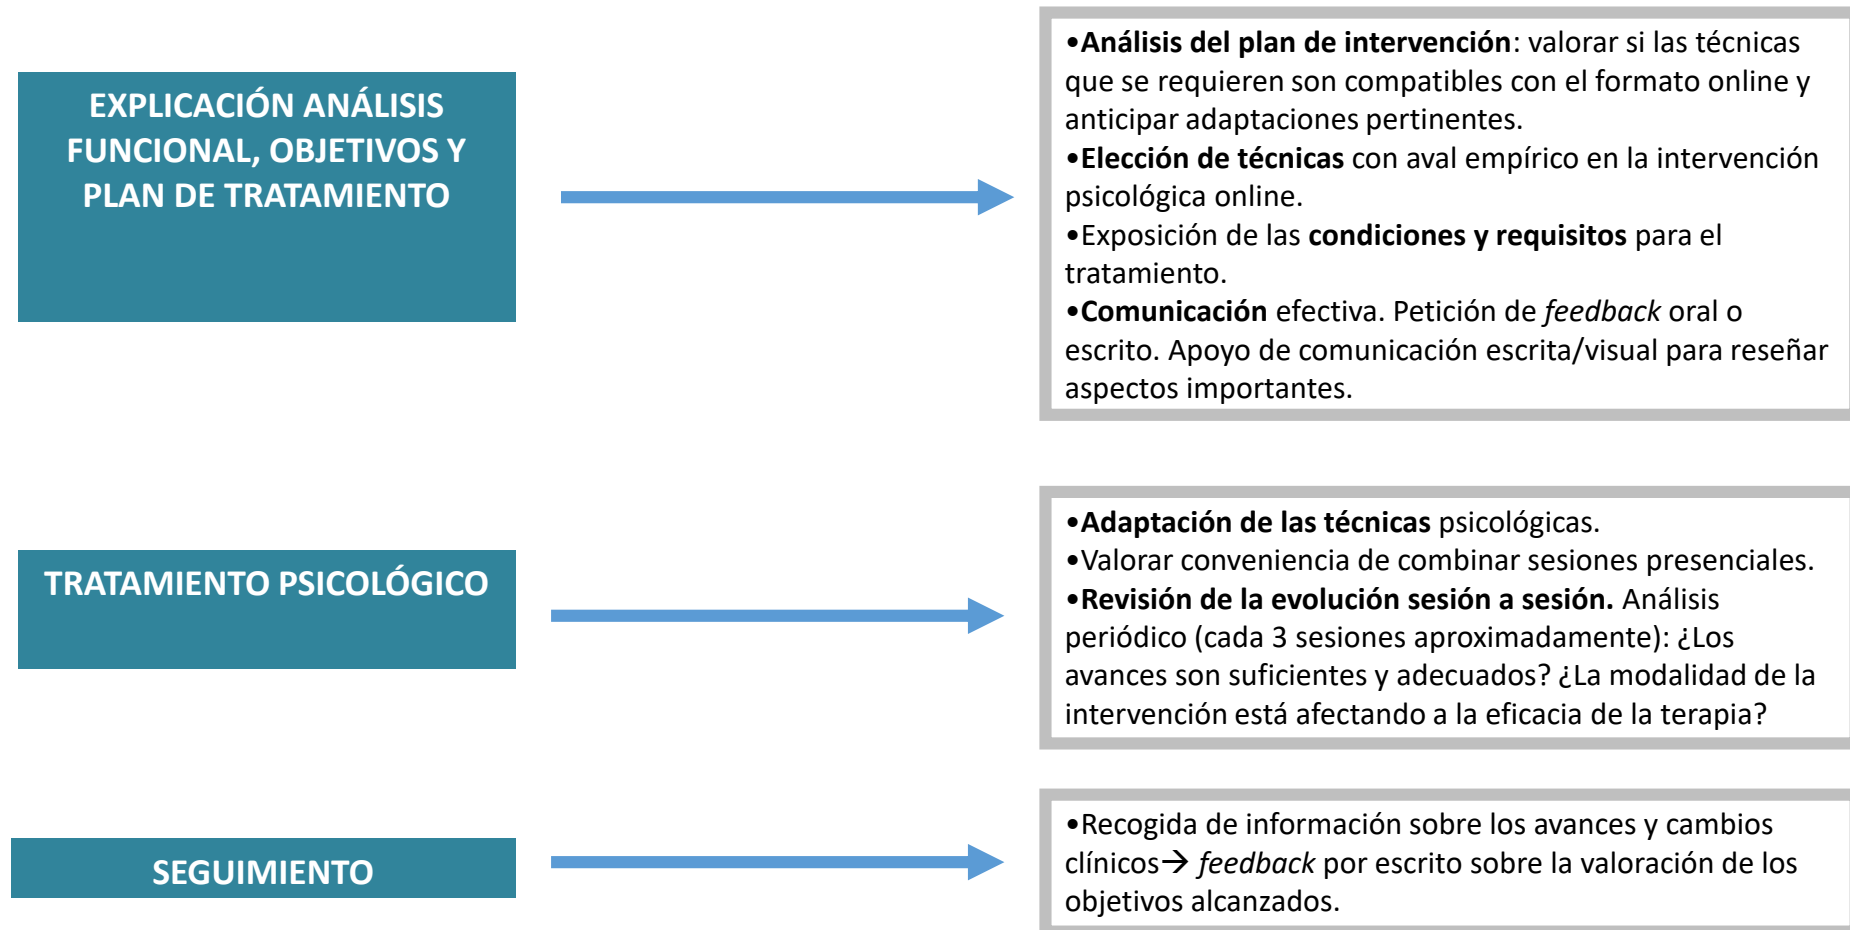 EXPLICACIÓN ANÁLISIS
FUNCIONAL, OBJETIVOS Y
PLAN DE TRATAMIENTO
•Análisis del plan de intervención: valorar si las técnicas
que se requieren son compatibles con el formato online y
anticipar adaptaciones pertinentes.
•Elección de técnicas con aval empírico en la intervención
psicológica online.
•Exposición de las condiciones y requisitos para el
tratamiento.
•Comunicación efectiva. Petición de feedback oral o
escrito. Apoyo de comunicación escrita/visual para reseñar
aspectos importantes.
TRATAMIENTO PSICOLÓGICO
•Adaptación de las técnicas psicológicas.
•Valorar conveniencia de combinar sesiones presenciales.
•Revisión de la evolución sesión a sesión. Análisis
periódico (cada 3 sesiones aproximadamente): ¿Los
avances son suficientes y adecuados? ¿La modalidad de la
intervención está afectando a la eficacia de la terapia?
SEGUIMIENTO
•Recogida de información sobre los avances y cambios
clínicos→ feedback por escrito sobre la valoración de los
objetivos alcanzados.